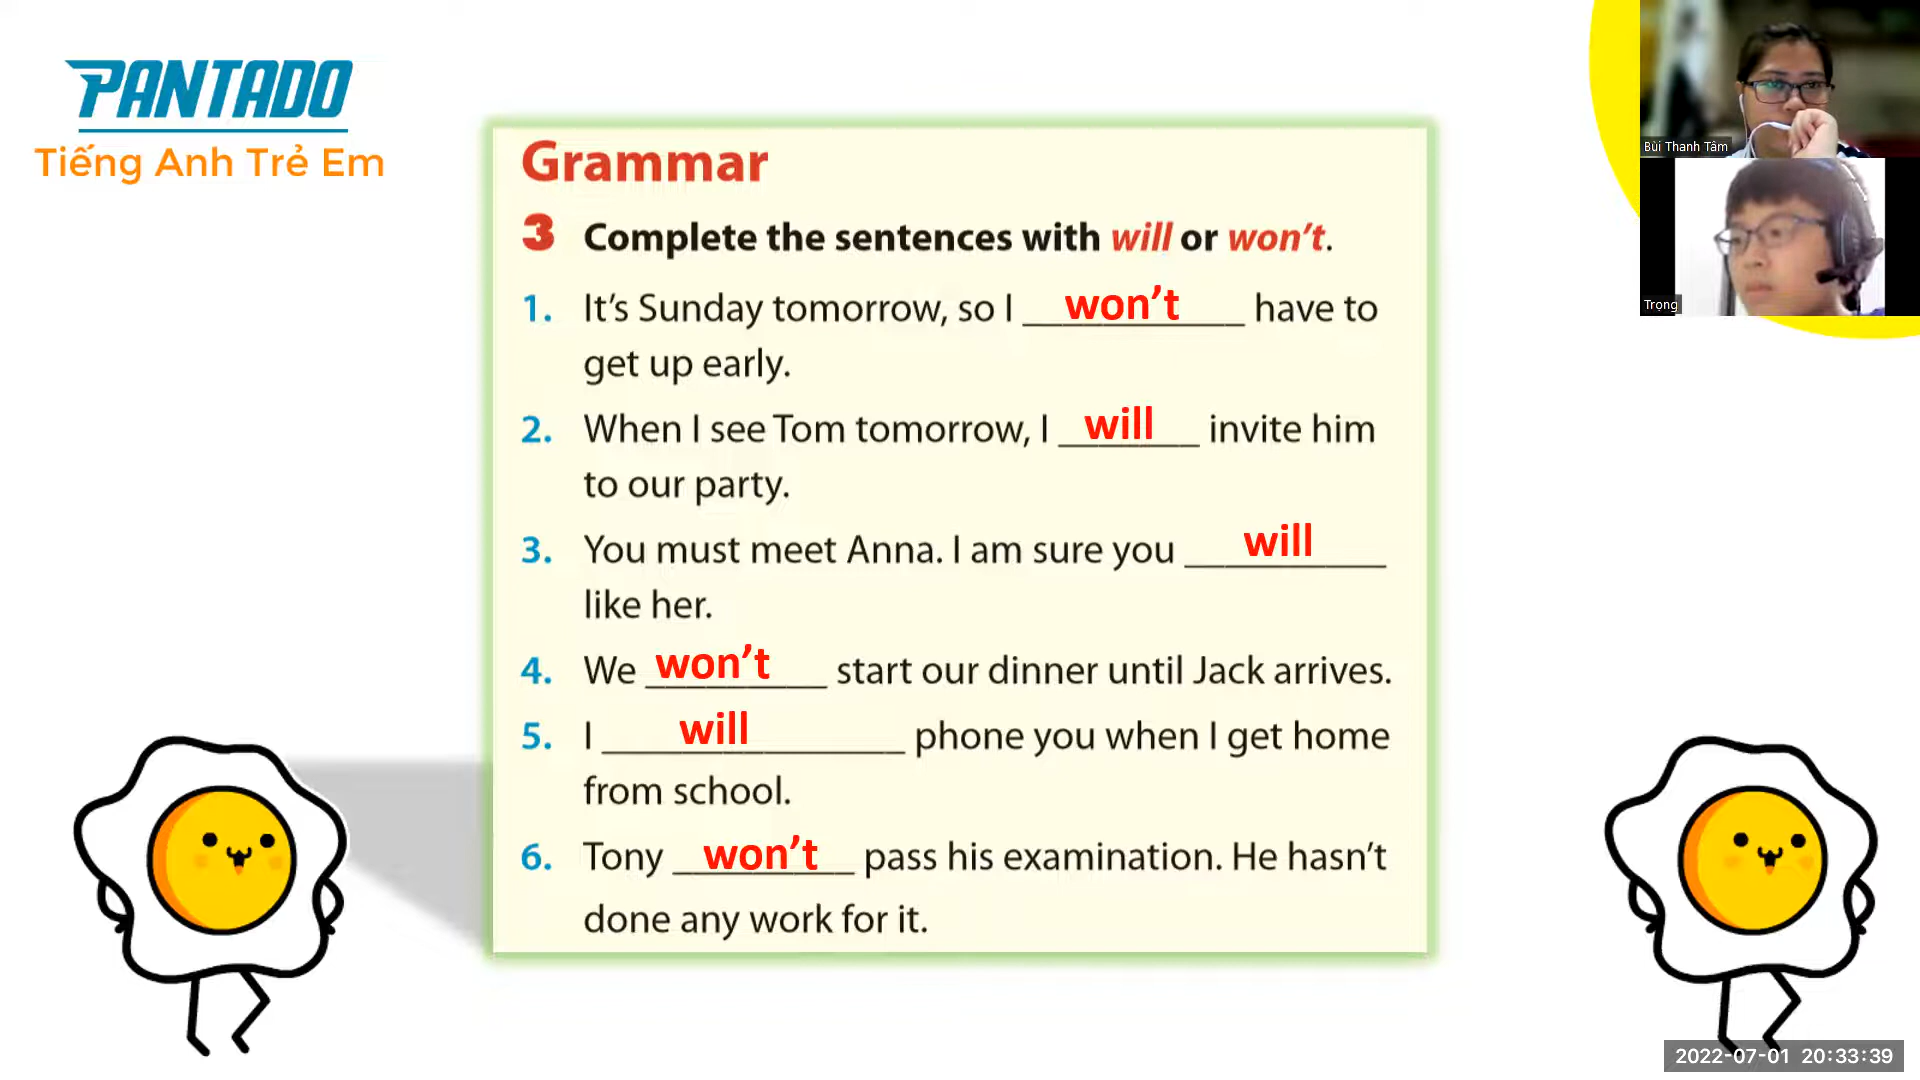 PANTADO
Tiếng Anh Trẻ Em
Grammar
3 Complete the sentences with will or won't.
1. It's Sunday tomorrow, so I won't have to
get up early.
2. When I see Tom tomorrow, I will invite him
to our party.
3. You must meet Anna. I am sure you will
like her.
4. We won't start our dinner until Jack arrives.
5. I will phone you when I get home
from school.
6. Tony won't pass his examination. He hasn't
done any work for it.
Bùi Thanh Tâm
Trọng
2022-07-01 20:33:39